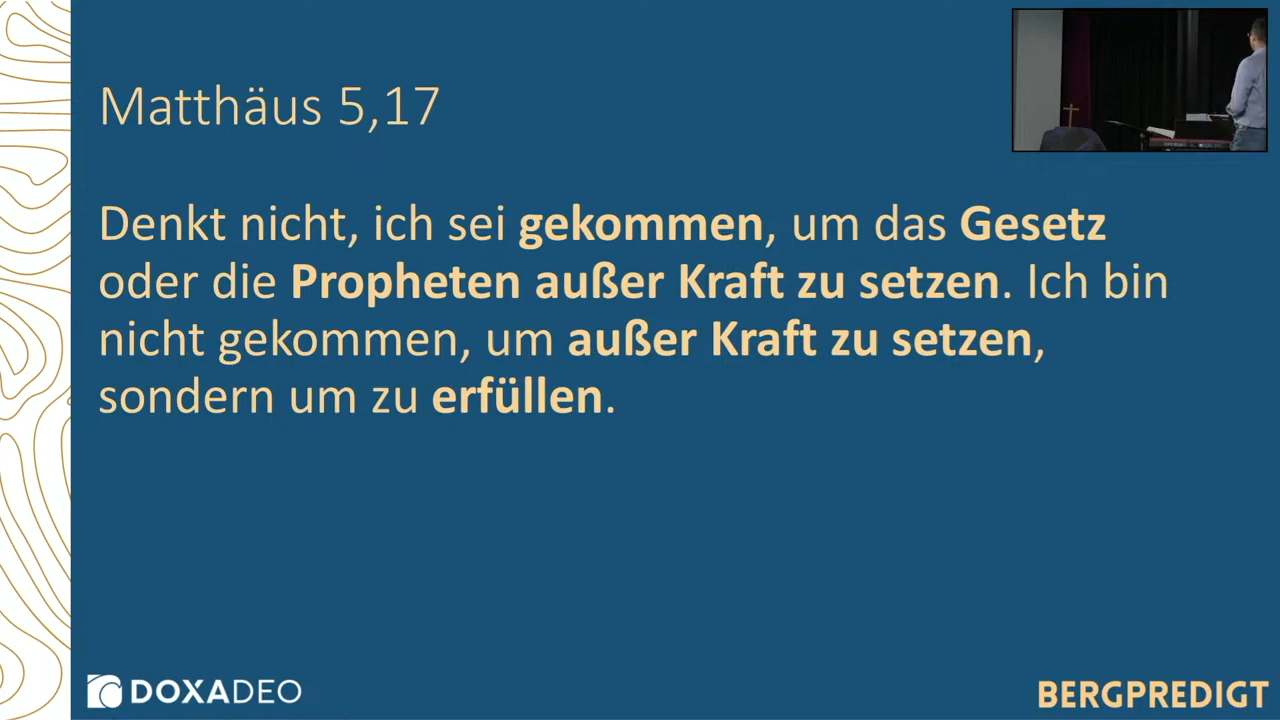 Matthäus 5,17
Denkt nicht, ich sei gekommen, um das Gesetz
oder die Propheten außer Kraft zu setzen. Ich bin
nicht gekommen, um außer Kraft zu setzen,
sondern um zu erfüllen.
DOXADEO
BERGPREDIGT